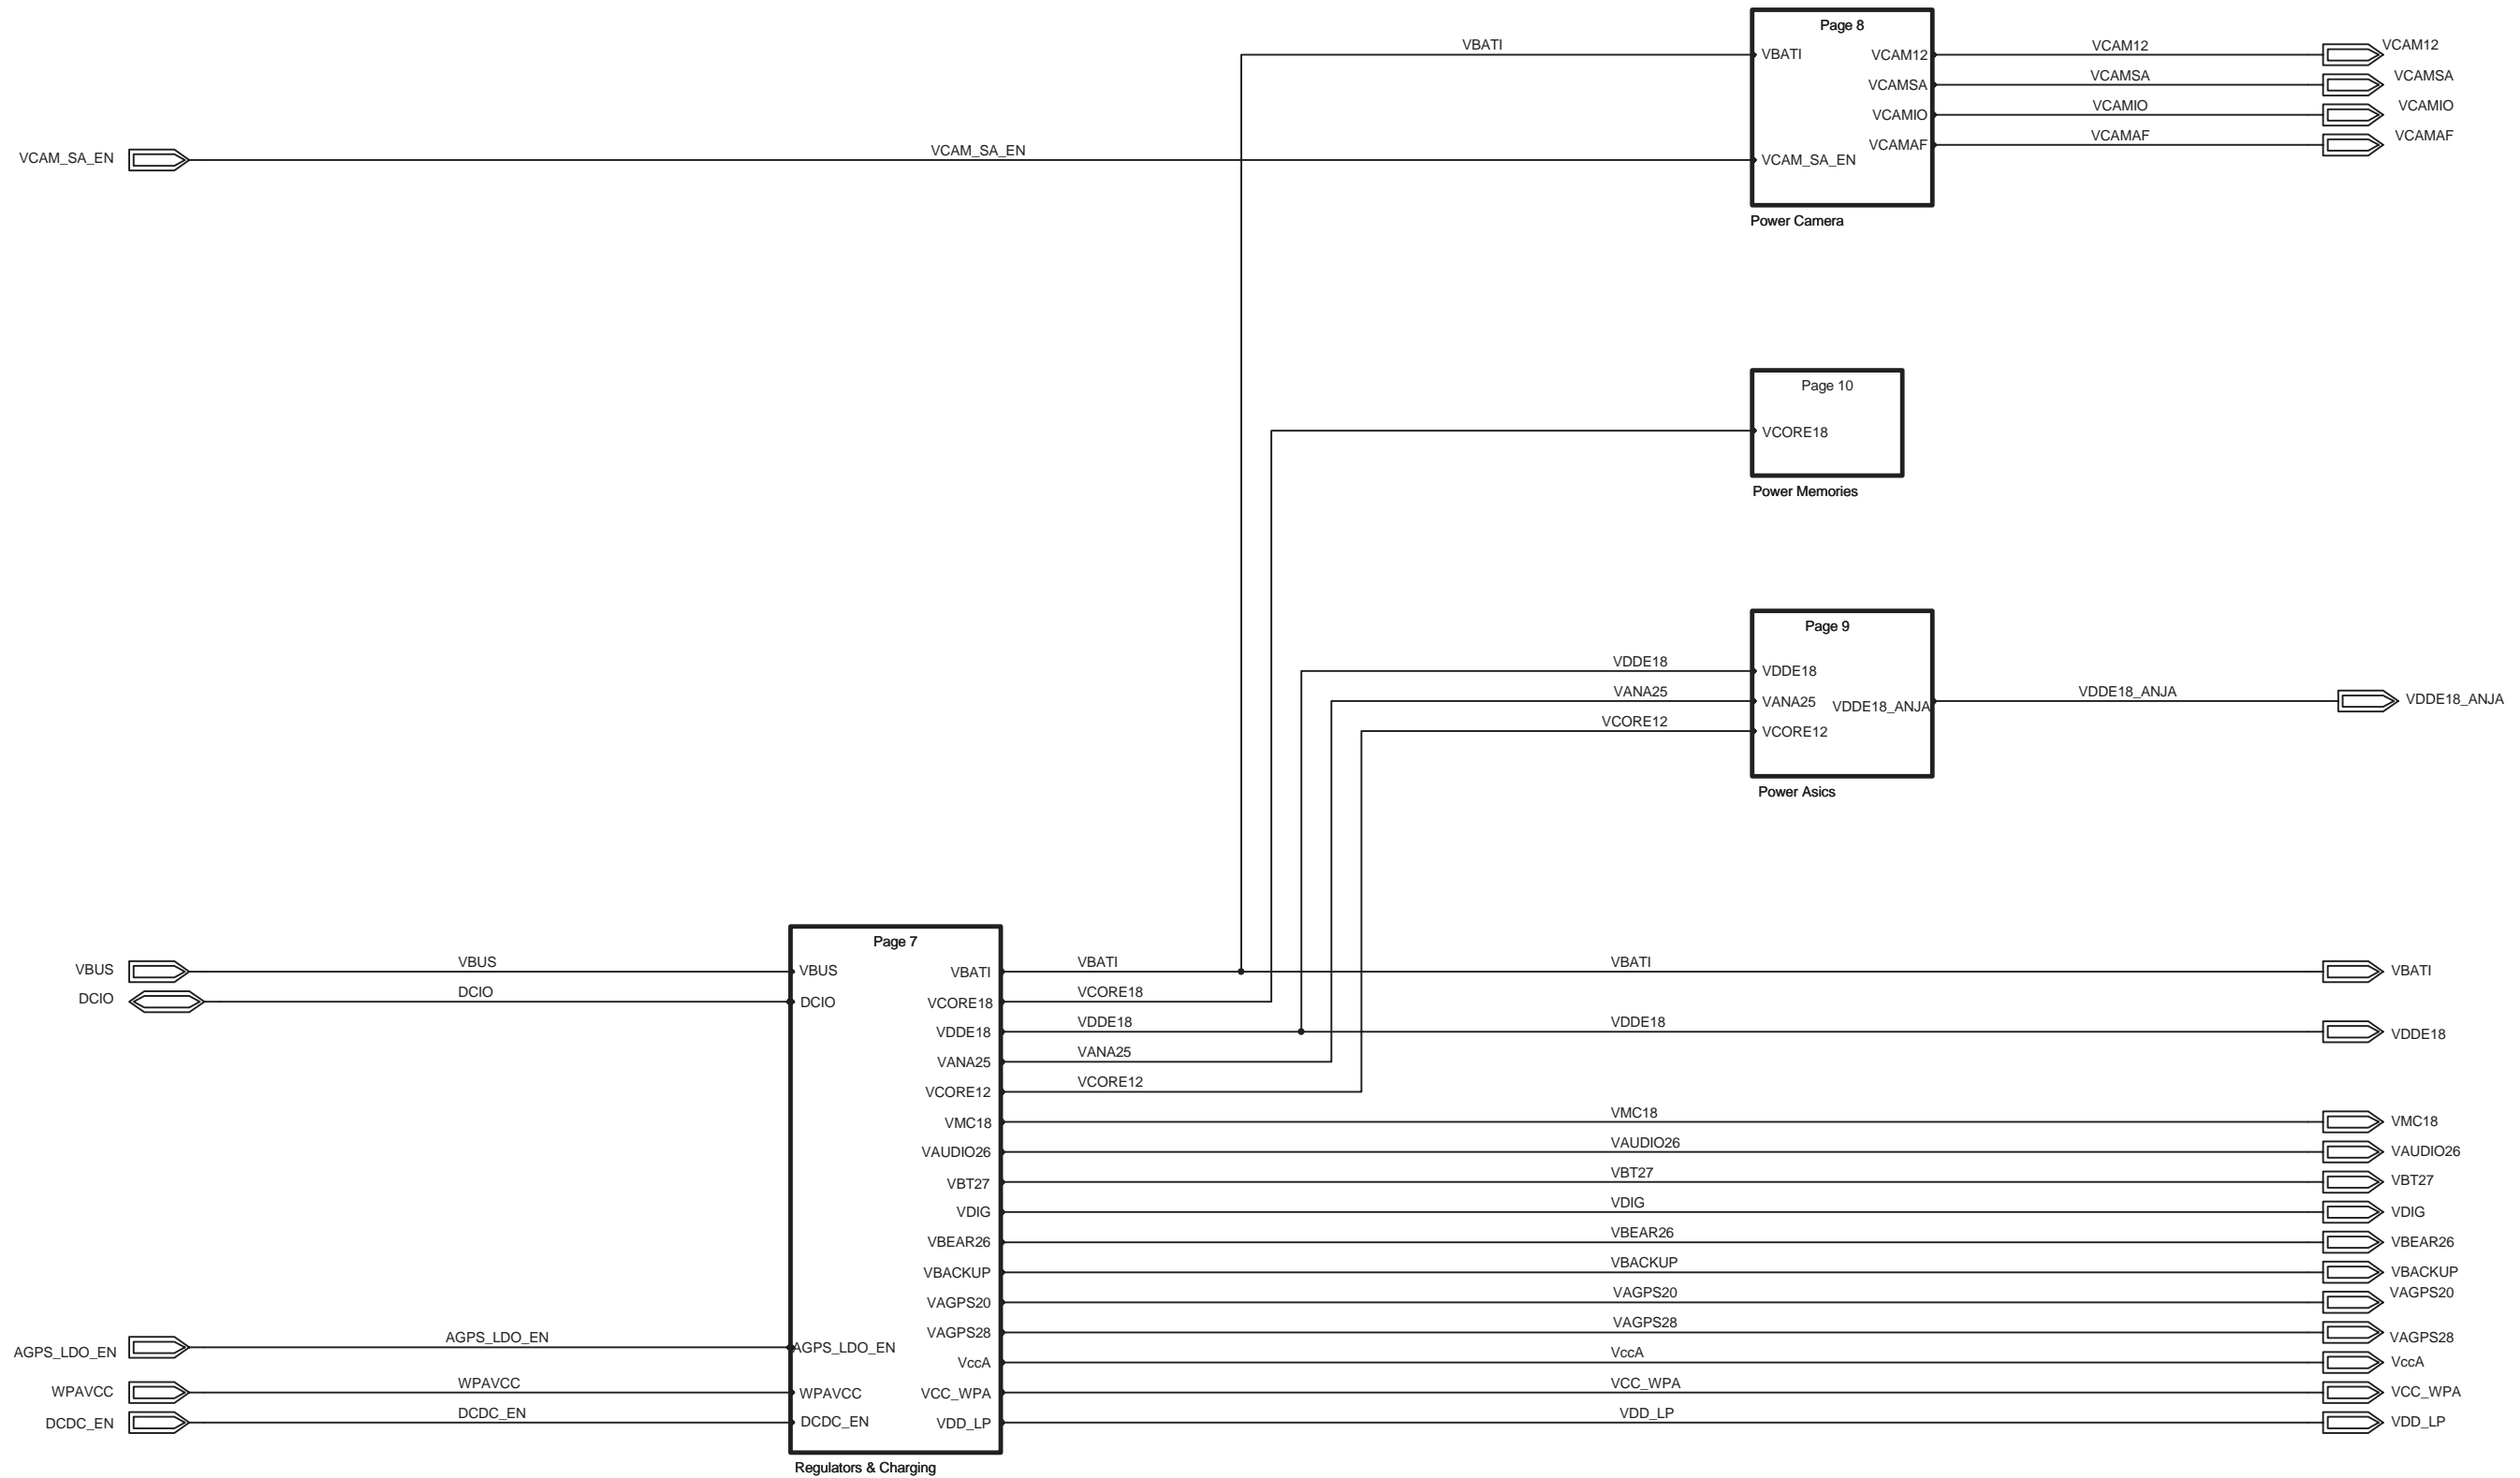 Page 8
VBATI
VBATI
VCAM12
VCAM12
VCAM12
VCAMSA
VCAMSA
VCAMSA
VCAMIO
VCAMIO
VCAMIO
VCAMAF
VCAMAF
VCAMAF
VCAM_SA_EN
VCAM_SA_EN
VCAM_SA_EN
Power Camera
Page 10
VCORE18
Power Memories
Page 9
VDDE18
VDDE18
VANA25
VANA25
VDDE18_ANJA
VDDE18_ANJA
VDDE18_ANJA
VCORE12
VCORE12
Power Asics
Page 7
VBUS
VBUS
VBUS
VBATI
VBATI
VBATI
VBATI
DCIO
DCIO
DCIO
VCORE18
VCORE18
VDDE18
VDDE18
VDDE18
VDDE18
VANA25
VANA25
VCORE12
VCORE12
VMC18
VMC18
VMC18
VAUDIO26
VAUDIO26
VAUDIO26
VBT27
VBT27
VBT27
VDIG
VDIG
VDIG
VBEAR26
VBEAR26
VBEAR26
VBACKUP
VBACKUP
VBACKUP
VAGPS20
VAGPS20
VAGPS20
VAGPS28
VAGPS28
VAGPS28
AGPS_LDO_EN
AGPS_LDO_EN
AGPS_LDO_EN
VccA
VccA
VccA
WPAVCC
WPAVCC
WPAVCC
VCC_WPA
VCC_WPA
VCC_WPA
DCDC_EN
DCDC_EN
DCDC_EN
VDD_LP
VDD_LP
VDD_LP
Regulators & Charging